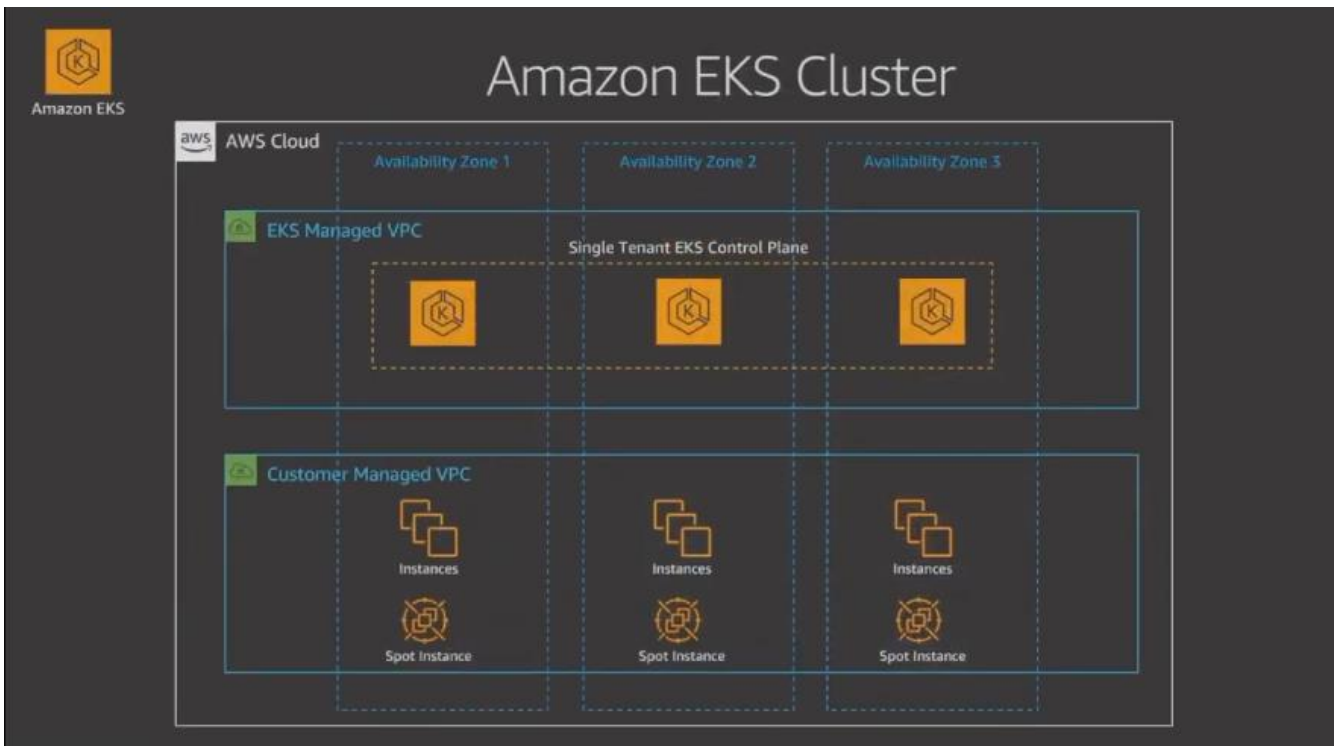 Amazon EKS Cluster
Amazon EKS
aws
AWS Cloud
Availability Zone 1
Availability Zone 2
Availability Zone 3
EKS Managed VPC
Single Tenant EKS Control Plane
K
K
K
K
Customer Managed VPC
Instances
Instances
Instances
Spot Instance
Spot Instance
Spot Instance